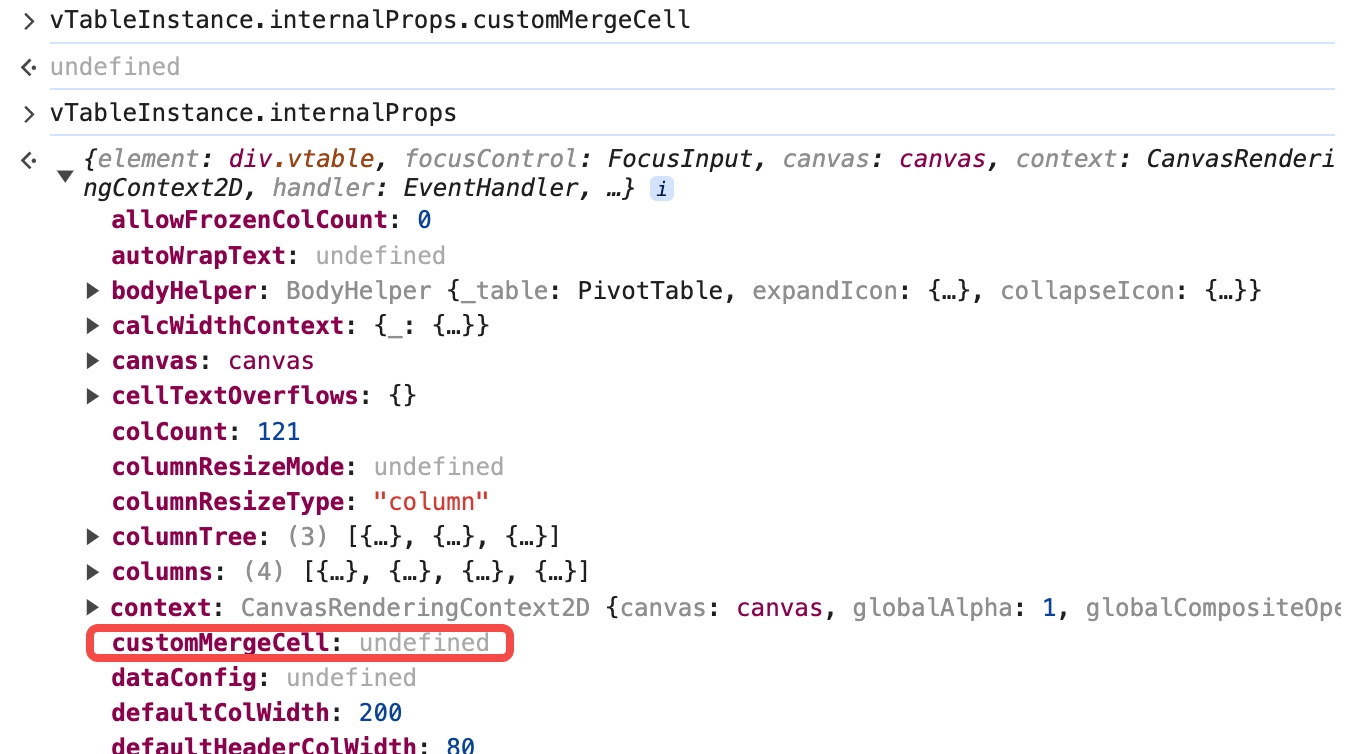 vTableInstance.internalProps.customMergeCell
undefined
vTableInstance.internalProps
{element: div.vtable, focusControl: FocusInput, canvas: canvas, context: CanvasRenderi
ngContext2D, handler: EventHandler, …} i
allowFrozenColCount: 0
autoWrapText: undefined
bodyHelper: BodyHelper {_table: PivotTable, expandIcon: {…}, collapseIcon: {…}}
calcWidthContext: {_: {…}}
canvas: canvas
cellTextOverflows: {}
colCount: 121
columnResizeMode: undefined
columnResizeType: "column"
columnTree: (3) [{…}, {…}, {…}]
columns: (4) [{…}, {…}, {…}, {…}]
context: CanvasRenderingContext2D {canvas: canvas, globalAlpha: 1, globalCompositeOpe
customMergeCell: undefined
dataConfig: undefined
defaultColWidth: 200
defaultHeaderColWidth: 80